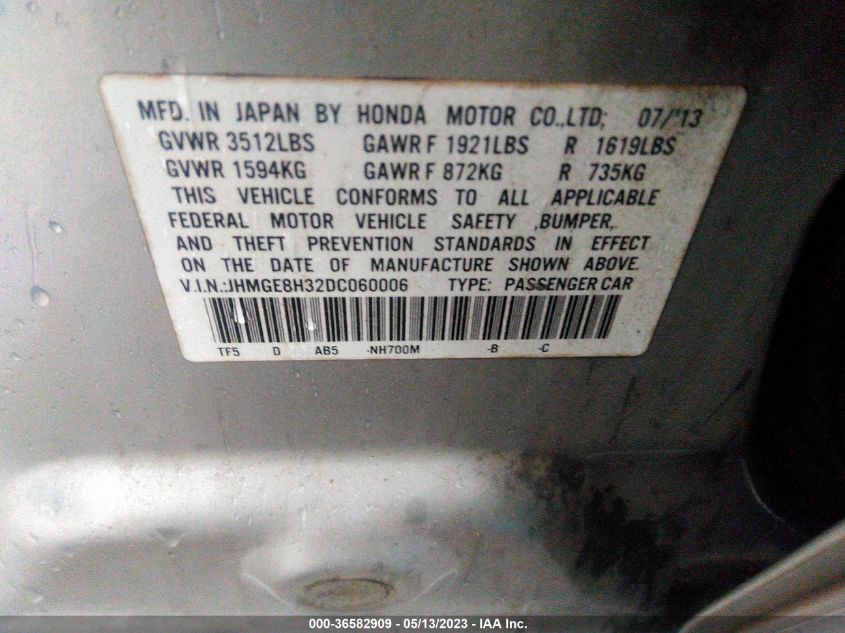 MFD. IN JAPAN BY HONDA MOTOR CO.,LTD; 07/'13
GVWR 3512LBS GAWR F 1921LBS R 1619LBS
GVWR 1594KG GAWR F 872KG R 735KG
THIS VEHICLE CONFORMS TO ALL APPLICABLE
FEDERAL MOTOR VEHICLE SAFETY ,BUMPER,
AND THEFT PREVENTION STANDARDS IN EFFECT
ON THE DATE OF MANUFACTURE SHOWN ABOVE.
V.I.N.:JHMGE8H32DC060006 TYPE: PASSENGER CAR
TF5 D AB5 -NH700M -B -C
000-36582909 - 05/13/2023 - IAA Inc.